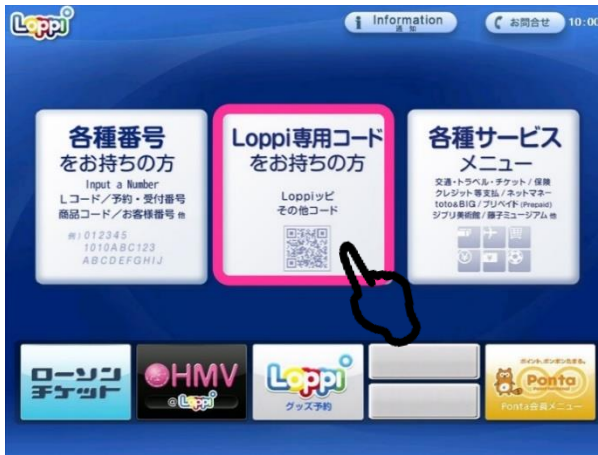 Loppi
i Information
通知
お問合せ
10:00
各種番号
をお持ちの方
Input a Number
Lコード／予約・受付番号
商品コード／お客様番号 他
例）012345
1010ABC123
ABCDEFGHIJ
Loppi専用コード
をお持ちの方
Loppiッピ
その他コード
各種サービス
メニュー
交通・トラベル・チケット/保険
クレジット等支払/ネットマネー
toto&BIG/プリペイド(Prepaid)
ジブリ美術館/藤子ミュージアム 他
ローソン
チケット
HMV
@Loppi
Loppi
グッズ予約
ポイント、ポンポンたまる。
Ponta
Ponta会員メニュー